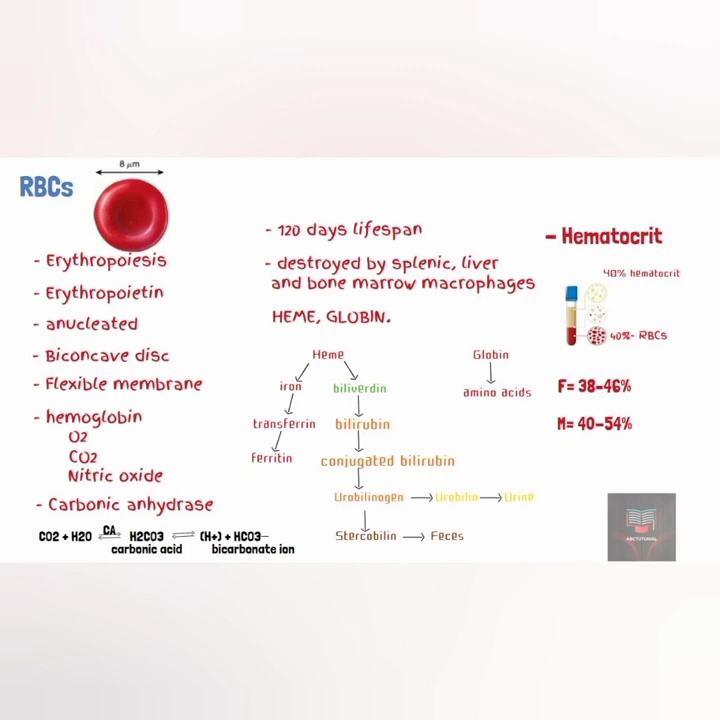 8 µm
RBCs
- Erythropoiesis
- Erythropoietin
- anucleated
- Biconcave disc
- Flexible membrane
- hemoglobin
O2
CO2
Nitric oxide
- Carbonic anhydrase
CO2 + H2O ⇌ CA H2CO3 ⇌ (H+) + HCO3-
carbonic acid bicarbonate ion
- 120 days lifespan
- destroyed by splenic, liver
and bone marrow macrophages
HEME, GLOBIN.
Heme Globin
iron biliverdin amino acids
transferrin bilirubin
Ferritin conjugated bilirubin
Urobilinogen → Urobilin → Urine
Stercobilin → Feces
- Hematocrit
40% hematocrit
40%- RBCs
F= 38-46%
M= 40-54%
ABCTUTORIAL